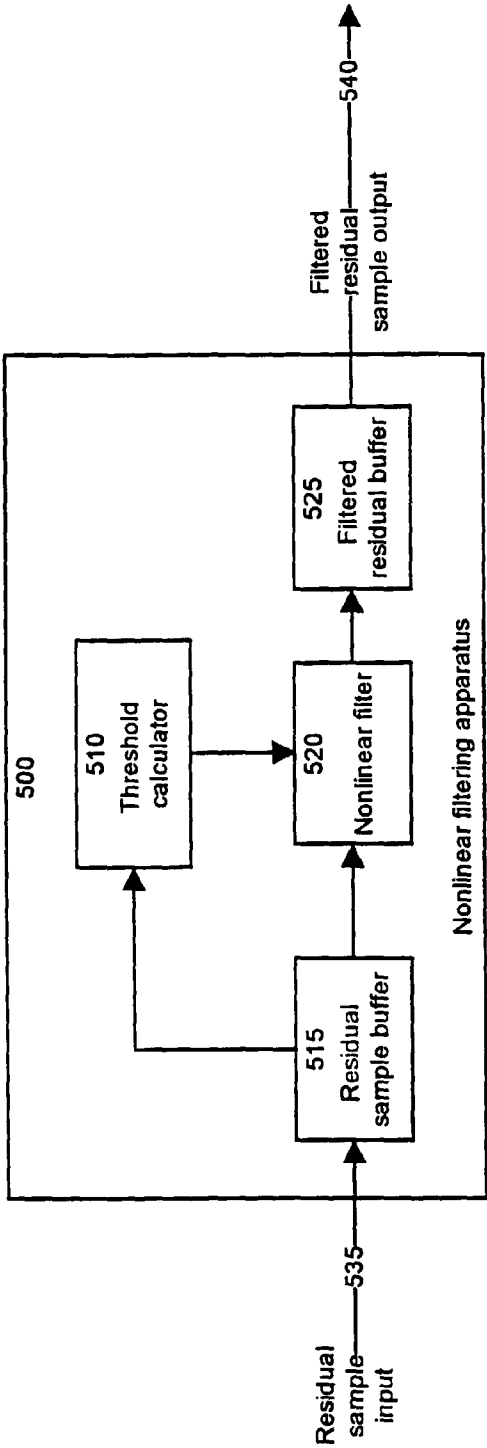 500
510
Threshold
calculator
515
Residual
sample buffer
520
Nonlinear filter
525
Filtered
residual buffer
Nonlinear filtering apparatus
Residual
sample
input
535
Filtered
residual
sample output
540